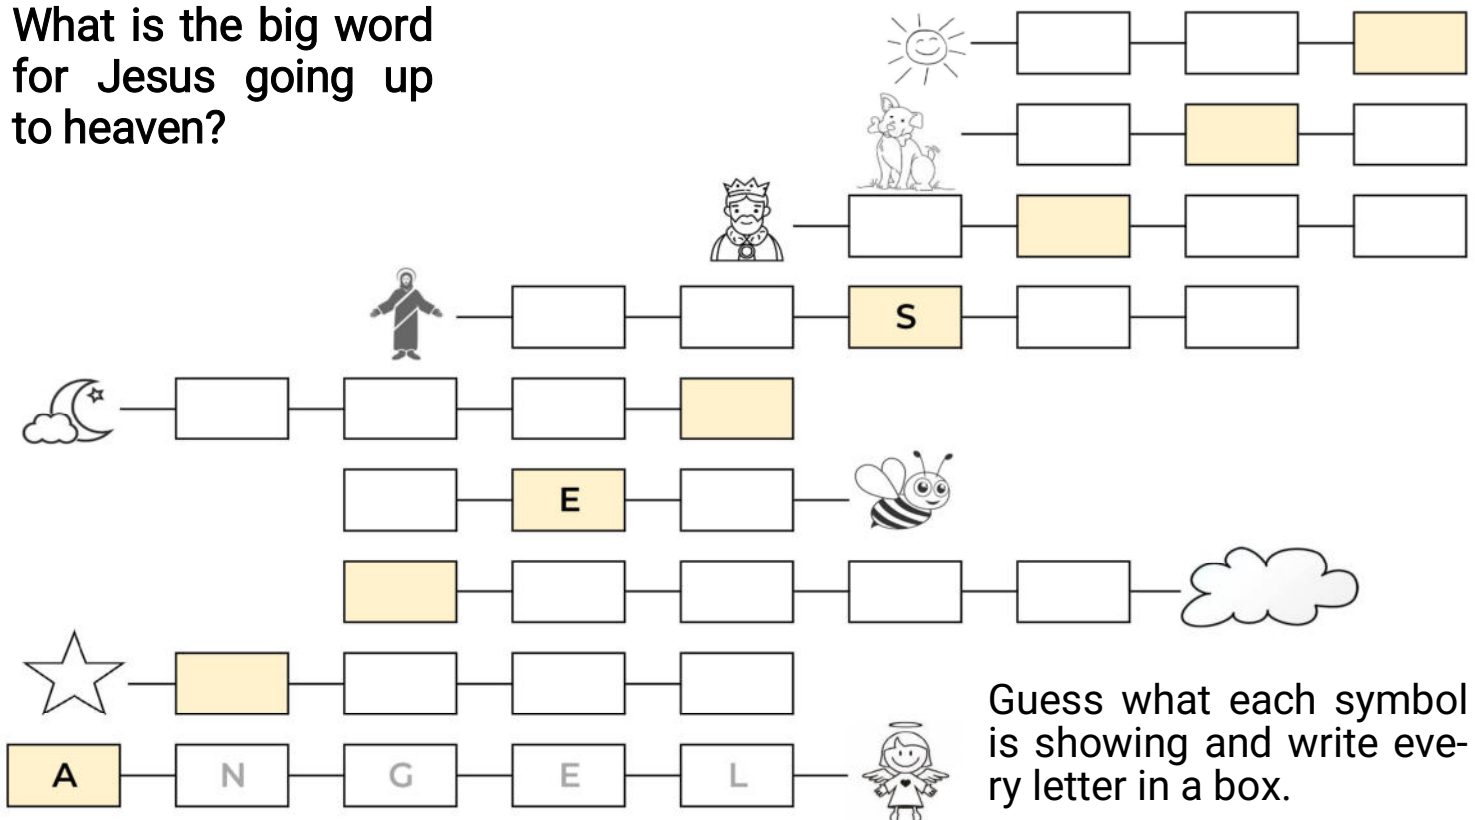 What is the big word
for Jesus going up
to heaven?
S
E
A N G E L
Guess what each symbol
is showing and write eve-
ry letter in a box.